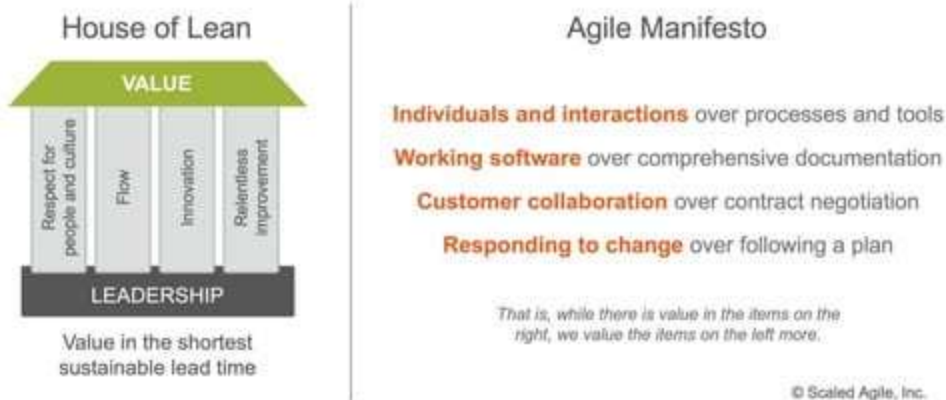 House of Lean
VALUE
Respect for
people and culture
Flow
Innovation
Relentless
improvement
LEADERSHIP
Value in the shortest
sustainable lead time
Agile Manifesto
Individuals and interactions over processes and tools
Working software over comprehensive documentation
Customer collaboration over contract negotiation
Responding to change over following a plan
That is, while there is value in the items on the
right, we value the items on the left more.
© Scaled Agile, Inc.